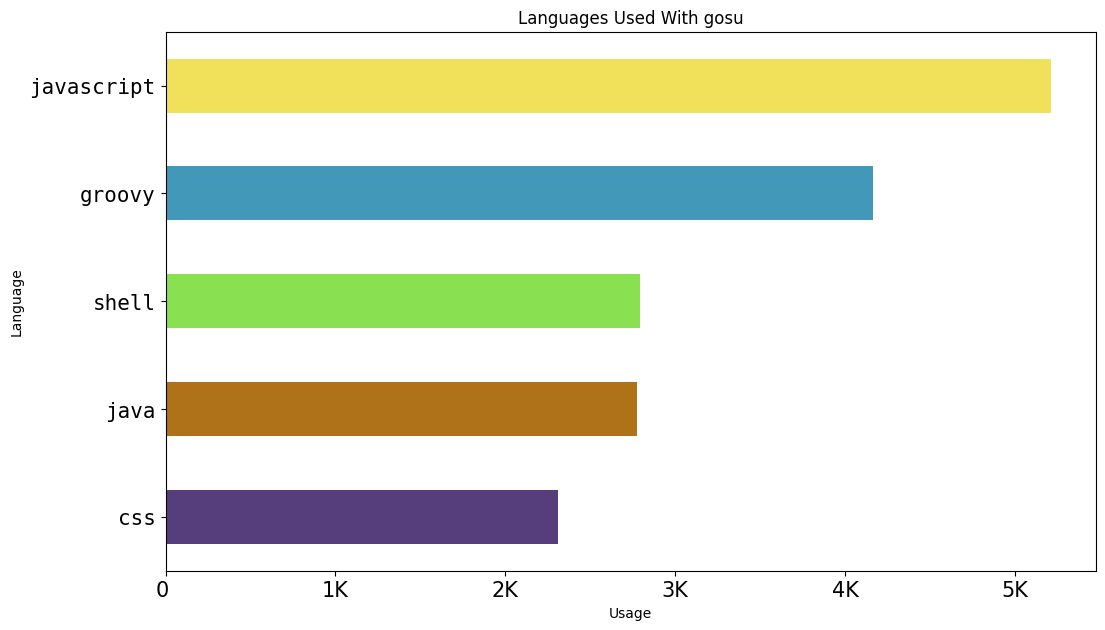 Languages Used With gosu
javascript
groovy
shell
java
css
Language
0 1K 2K 3K 4K 5K
Usage